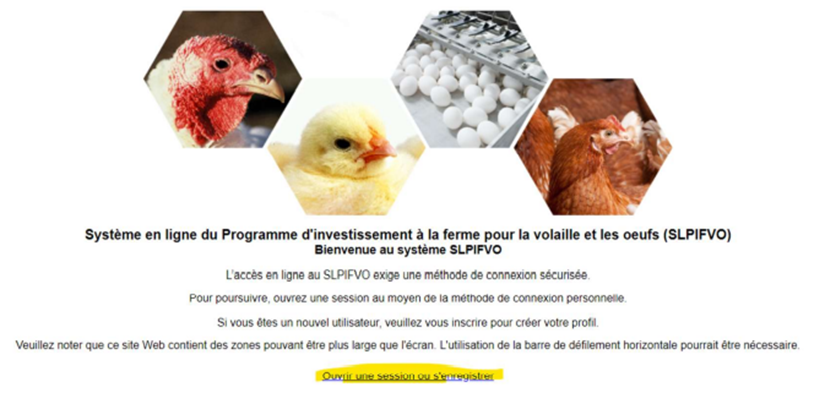 Système en ligne du Programme d'investissement à la ferme pour la volaille et les oeufs (SLPIFVO)
Bienvenue au système SLPIFVO
L'accès en ligne au SLPIFVO exige une méthode de connexion sécurisée.
Pour poursuivre, ouvrez une session au moyen de la méthode de connexion personnelle.
Si vous êtes un nouvel utilisateur, veuillez vous inscrire pour créer votre profil.
Veuillez noter que ce site Web contient des zones pouvant être plus large que l'écran. L'utilisation de la barre de défilement horizontale pourrait être nécessaire.
Ouvrir une session ou s'enregistrer